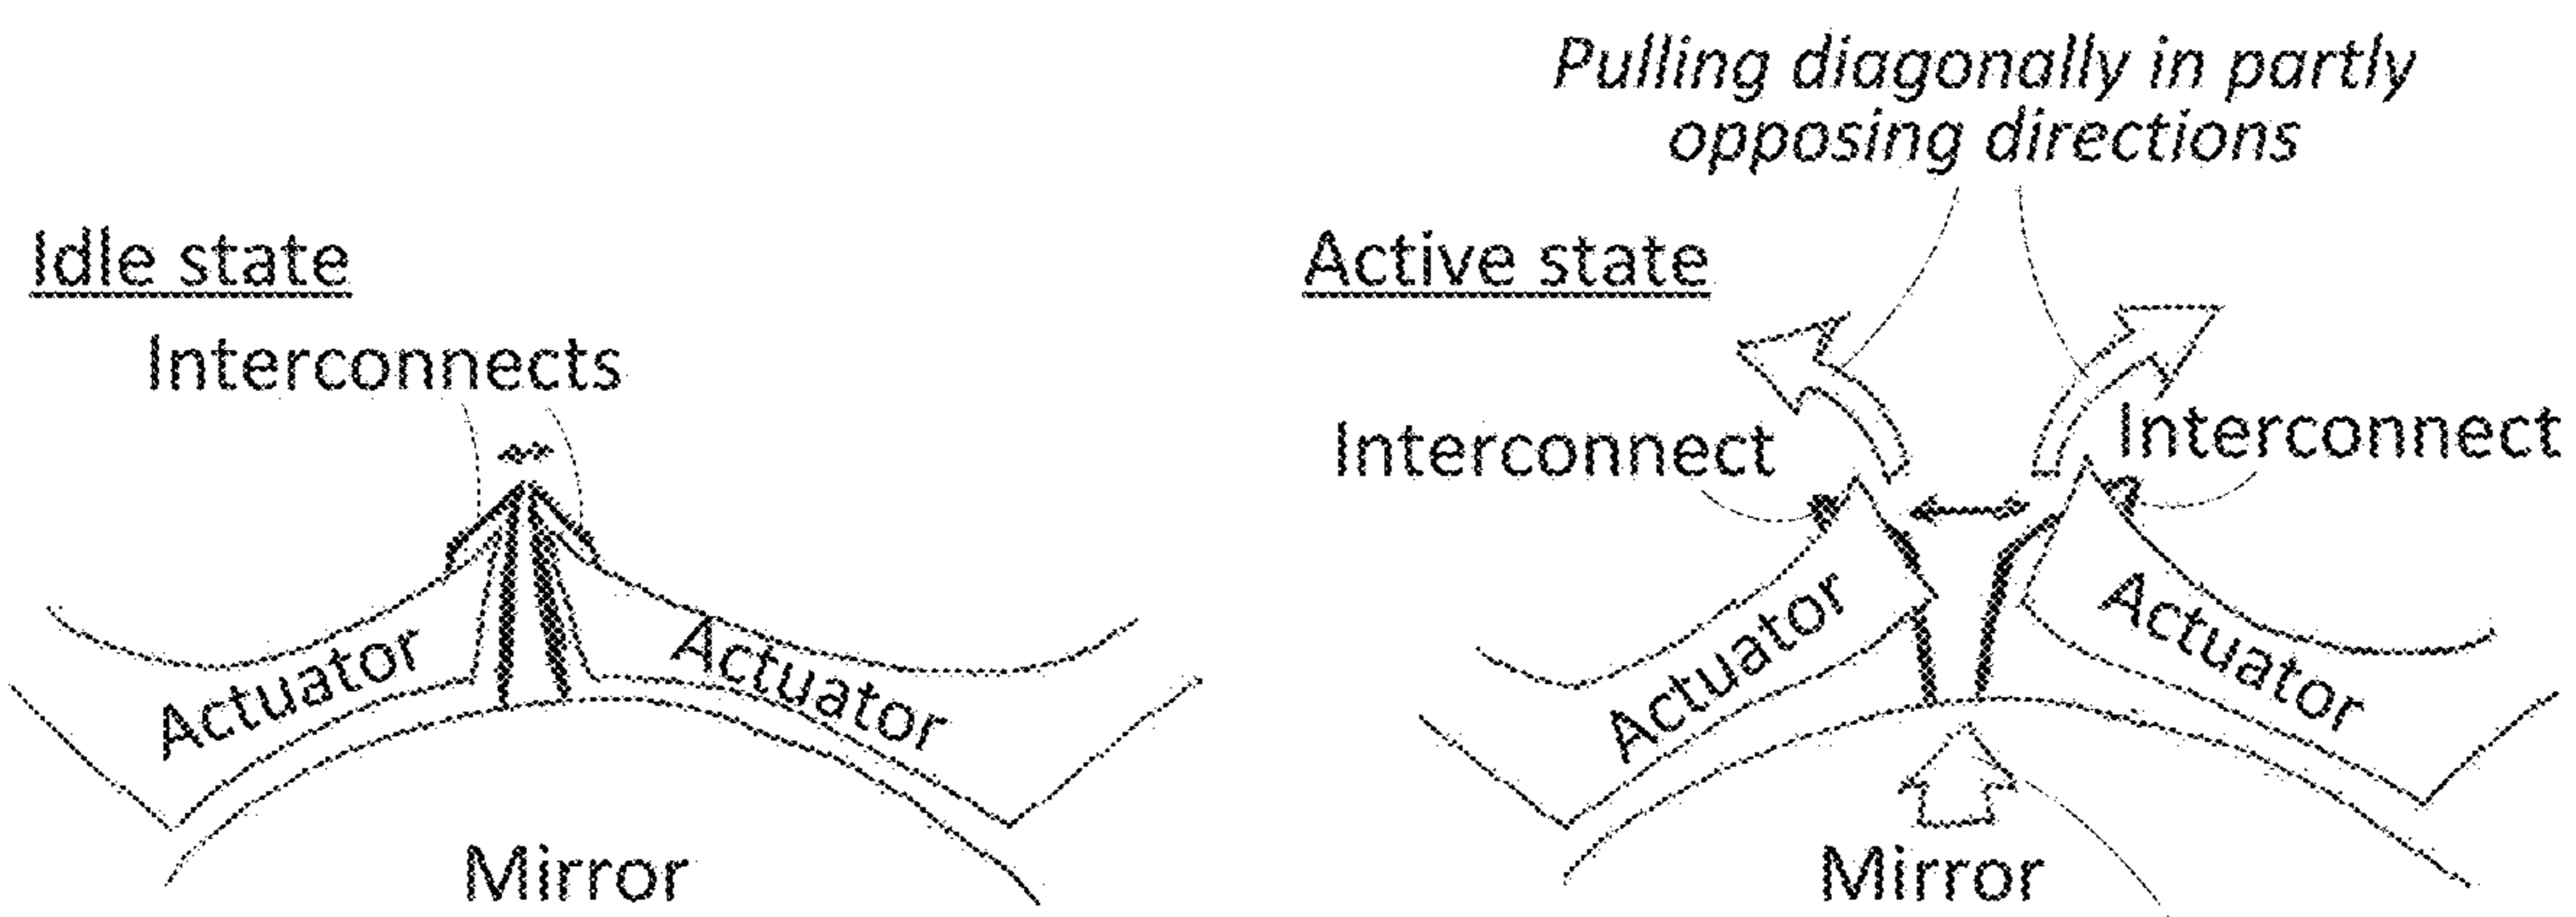 Idle state
Interconnects
Actuator
Actuator
Mirror
Pulling diagonally in partly
opposing directions
Active state
Interconnect
Interconnect
Actuator
Actuator
Mirror